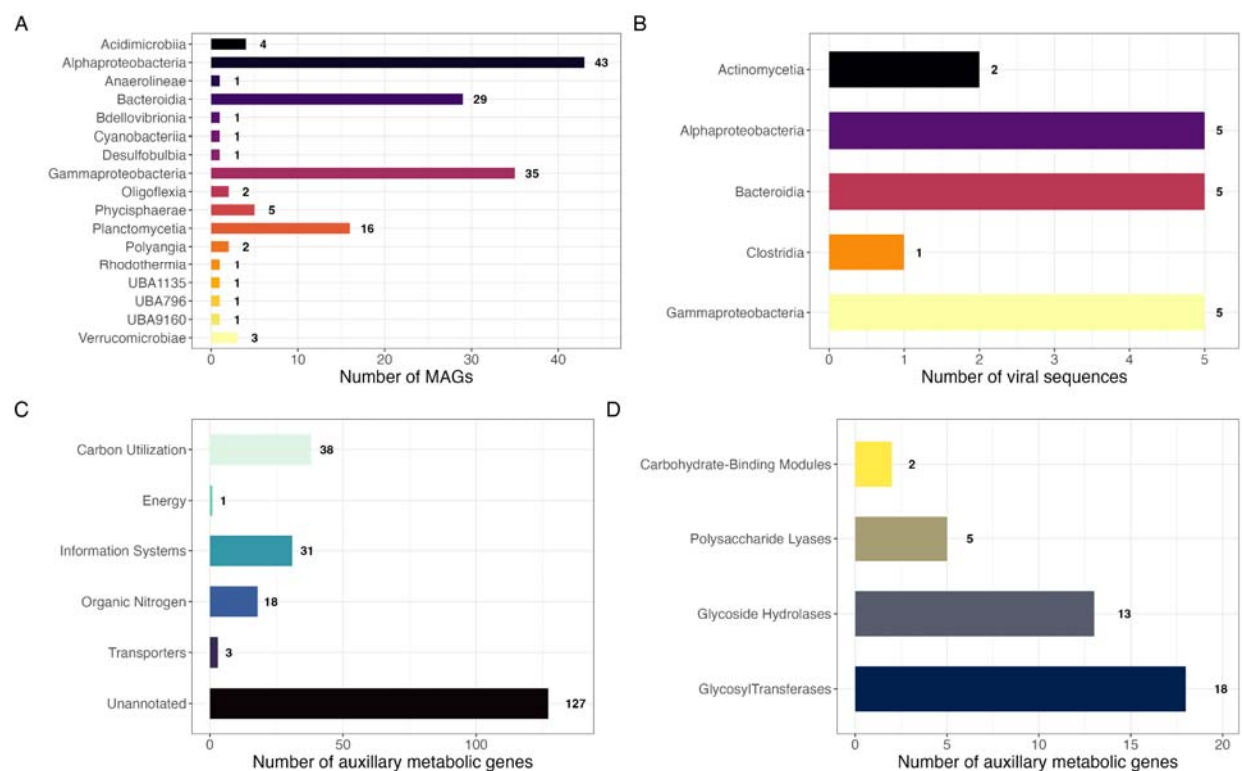 A
Acidimicrobiia 4
Alphaproteobacteria 43
Anaerolineae 1
Bacteroidia 29
Bdellovibrionia 1
Cyanobacteriia 1
Desulfobulbia 1
Gammaproteobacteria 35
Oligoflexia 2
Phycisphaerae 5
Planctomycetia 16
Polyangia 2
Rhodothermia 1
UBA1135 1
UBA796 1
UBA9160 1
Verrucomicrobiae 3
0 10 20 30 40
Number of MAGs
B
Actinomycetia 2
Alphaproteobacteria 5
Bacteroidia 5
Clostridia 1
Gammaproteobacteria 5
0 1 2 3 4 5
Number of viral sequences
C
Carbon Utilization 38
Energy 1
Information Systems 31
Organic Nitrogen 18
Transporters 3
Unannotated 127
0 50 100
Number of auxillary metabolic genes
D
Carbohydrate-Binding Modules 2
Polysaccharide Lyases 5
Glycoside Hydrolases 13
GlycosylTransferases 18
0 5 10 15 20
Number of auxillary metabolic genes